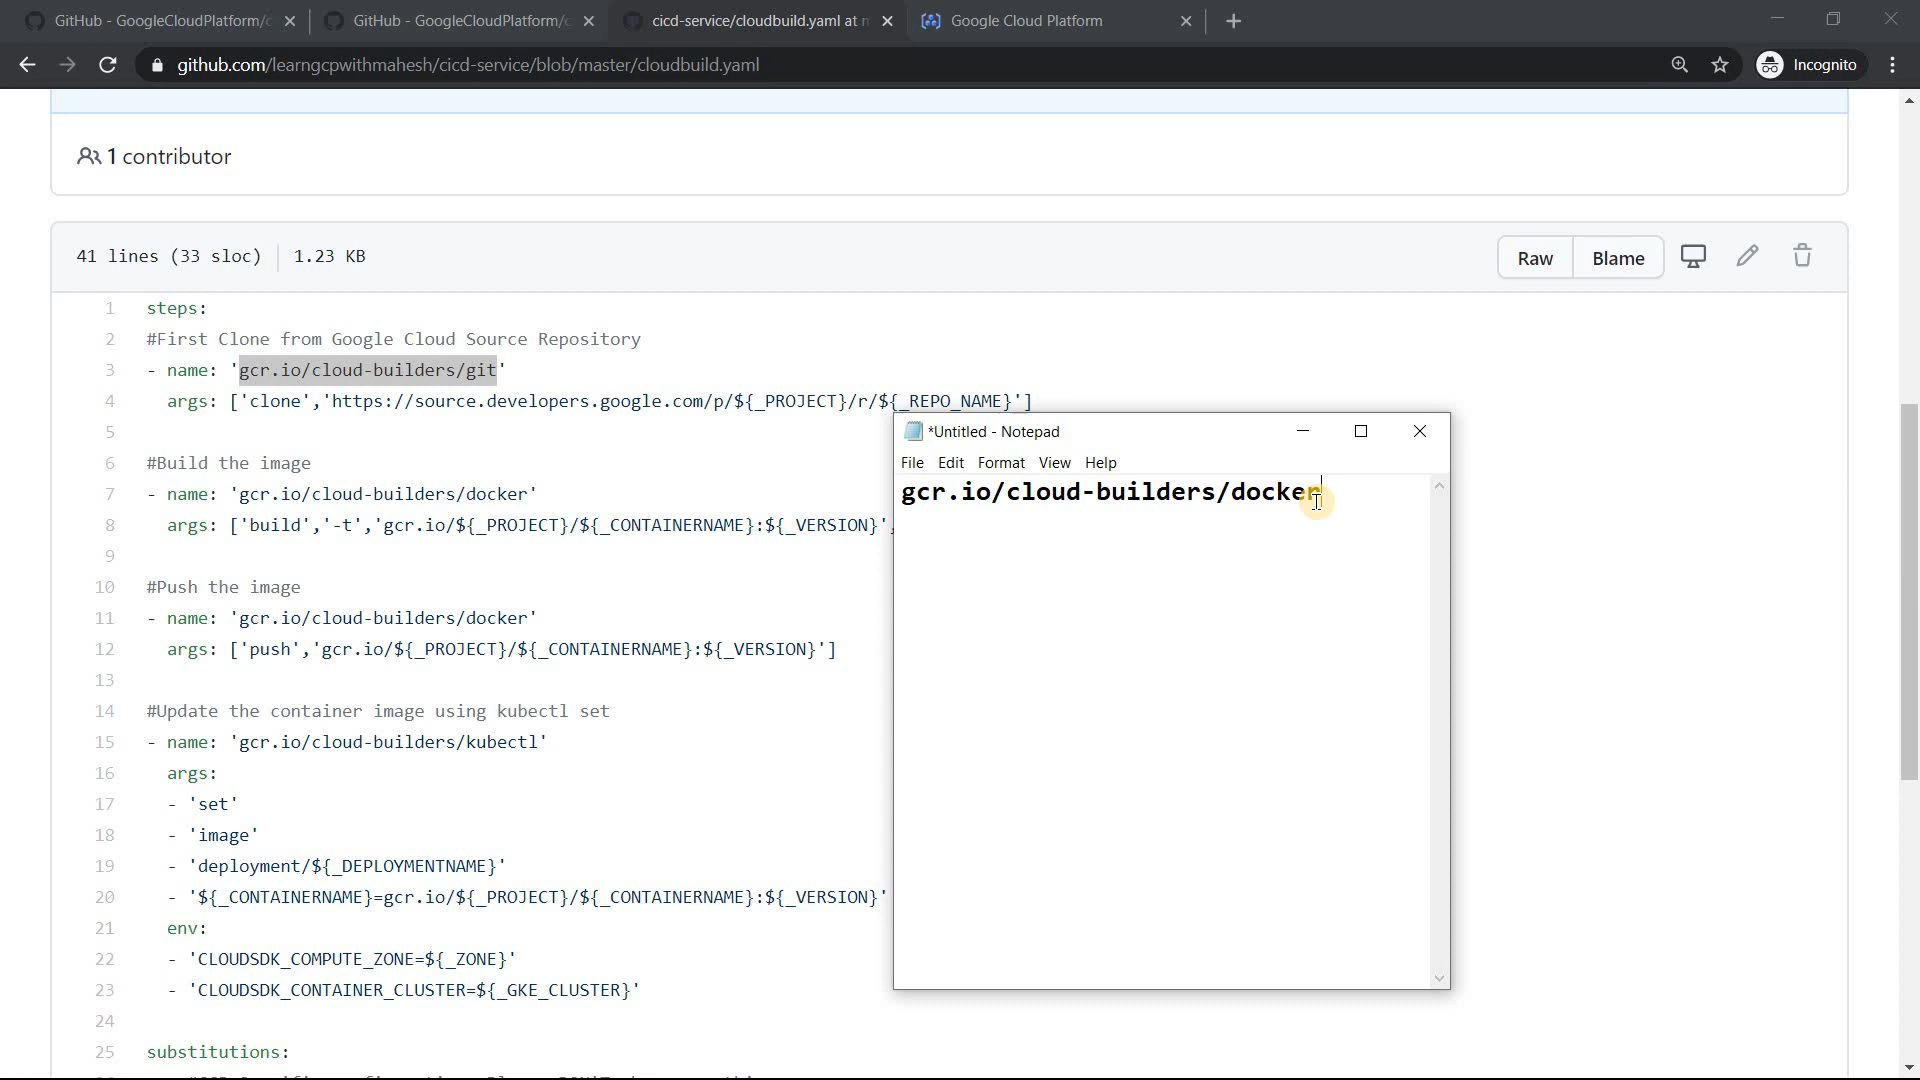 GitHub - GoogleCloudPlatform/c
GitHub - GoogleCloudPlatform/c
cicd-service/cloudbuild.yaml at m
Google Cloud Platform
github.com/learngcpwithmahesh/cicd-service/blob/master/cloudbuild.yaml
Incognito
1 contributor
41 lines (33 sloc) 1.23 KB
Raw
Blame
1 steps:
2 #First Clone from Google Cloud Source Repository
3 - name: 'gcr.io/cloud-builders/git'
4 args: ['clone','https://source.developers.google.com/p/${_PROJECT}/r/${_REPO_NAME}']
5
6 #Build the image
7 - name: 'gcr.io/cloud-builders/docker'
8 args: ['build','-t','gcr.io/${_PROJECT}/${_CONTAINERNAME}:${_VERSION}',
9
10 #Push the image
11 - name: 'gcr.io/cloud-builders/docker'
12 args: ['push','gcr.io/${_PROJECT}/${_CONTAINERNAME}:${_VERSION}']
13
14 #Update the container image using kubectl set
15 - name: 'gcr.io/cloud-builders/kubectl'
16 args:
17 - 'set'
18 - 'image'
19 - 'deployment/${_DEPLOYMENTNAME}'
20 - '${_CONTAINERNAME}=gcr.io/${_PROJECT}/${_CONTAINERNAME}:${_VERSION}'
21 env:
22 - 'CLOUDSDK_COMPUTE_ZONE=${_ZONE}'
23 - 'CLOUDSDK_CONTAINER_CLUSTER=${_GKE_CLUSTER}'
24
25 substitutions:
*Untitled - Notepad
File Edit Format View Help
gcr.io/cloud-builders/docker